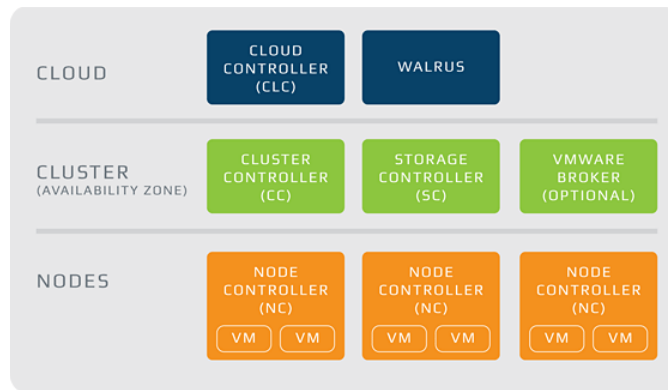 CLOUD
CLOUD
CONTROLLER
(CLC)
WALRUS
CLUSTER
(AVAILABILITY ZONE)
CLUSTER
CONTROLLER
(CC)
STORAGE
CONTROLLER
(SC)
VMWARE
BROKER
(OPTIONAL)
NODES
NODE
CONTROLLER
(NC)
VM VM
NODE
CONTROLLER
(NC)
VM VM
NODE
CONTROLLER
(NC)
VM VM